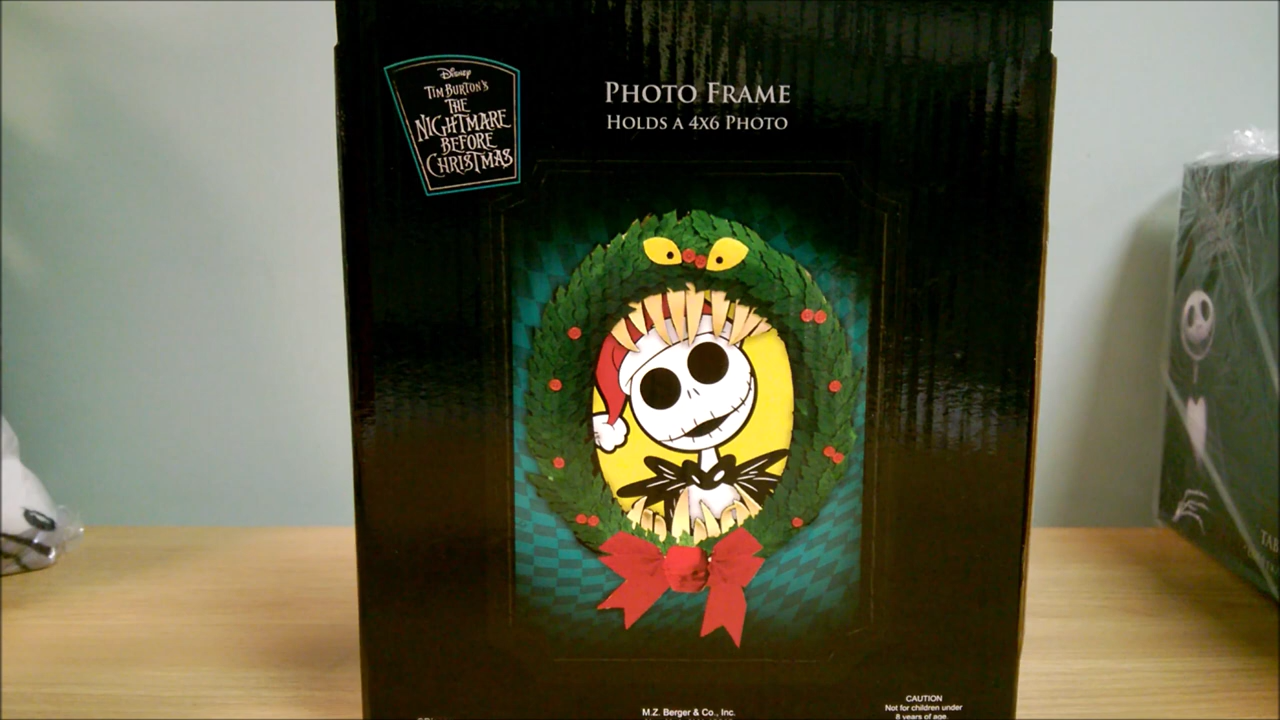 Disney
TIM BURTON'S
THE
NIGHTMARE
BEFORE
CHRISTMAS
PHOTO FRAME
HOLDS A 4X6 PHOTO
M.Z. Berger & Co., Inc.
CAUTION
Not for children under
8 years of age.